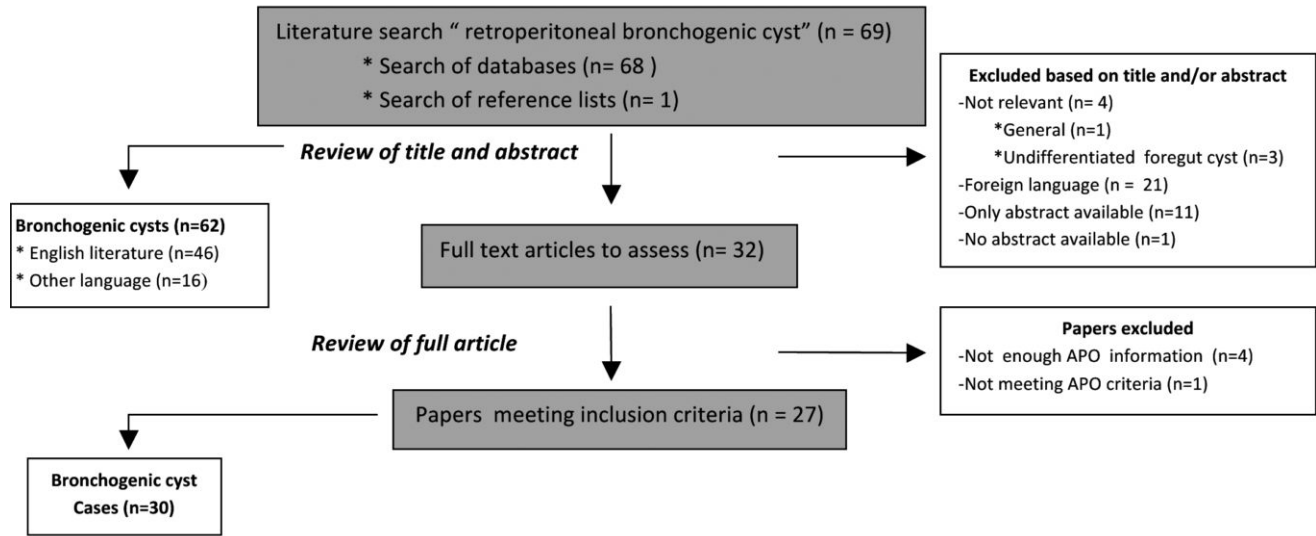 Literature search “ retroperitoneal bronchogenic cyst” (n = 69)
* Search of databases (n= 68 )
* Search of reference lists (n= 1)
Review of title and abstract
Excluded based on title and/or abstract
-Not relevant (n= 4)
*General (n=1)
*Undifferentiated foregut cyst (n=3)
-Foreign language (n = 21)
-Only abstract available (n=11)
-No abstract available (n=1)
Bronchogenic cysts (n=62)
* English literature (n=46)
* Other language (n=16)
Full text articles to assess (n= 32)
Review of full article
Papers excluded
-Not enough APO information (n=4)
-Not meeting APO criteria (n=1)
Papers meeting inclusion criteria (n = 27)
Bronchogenic cyst
Cases (n=30)